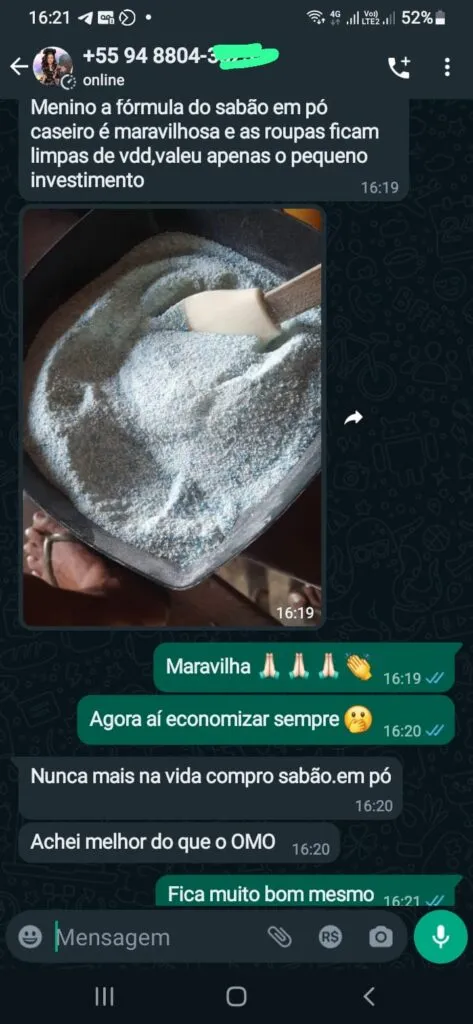 16:21
4G
Vo))
LTE2
52%
+55 94 8804-3
online
Menino a fórmula do sabão em pó
caseiro é maravilhosa e as roupas ficam
limpas de vdd,valeu apenas o pequeno
investimento
16:19
16:19
Maravilha 🙏🏻🙏🏻🙏🏻👏
16:19
Agora aí economizar sempre 🤭
16:20
Nunca mais na vida compro sabão.em pó
16:20
Achei melhor do que o OMO
16:20
Fica muito bom mesmo
16:21
Mensagem
R$